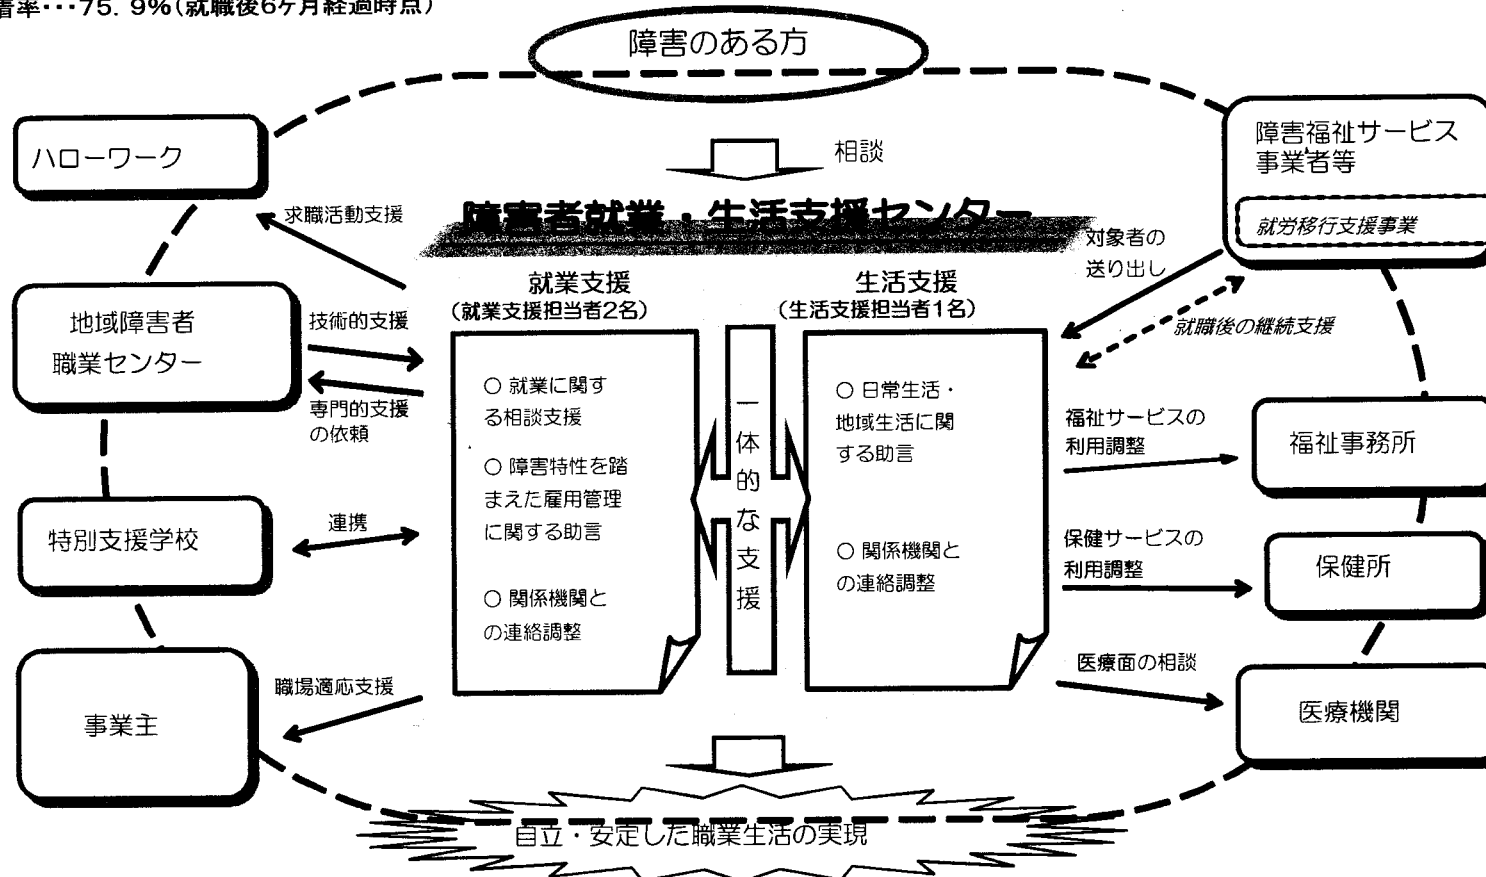 着率・・・75．9％（就職後6ヶ月経過時点）
障害のある方
相談
ハローワーク
障害福祉サービス
事業者等
就労移行支援事業
求職活動支援
障害者就業・生活支援センター
対象者の
送り出し
就業支援
（就業支援担当者2名）
生活支援
（生活支援担当者1名）
地域障害者
職業センター
技術的支援
専門的支援
の依頼
就職後の継続支援
○ 就業に関す
る相談支援
○ 障害特性を踏
まえた雇用管理
に関する助言
○ 関係機関と
の連絡調整
一体的な支援
○ 日常生活・
地域生活に関
する助言
○ 関係機関と
の連絡調整
福祉サービスの
利用調整
福祉事務所
特別支援学校
連携
保健サービスの
利用調整
保健所
事業主
職場適応支援
医療面の相談
医療機関
自立・安定した職業生活の実現